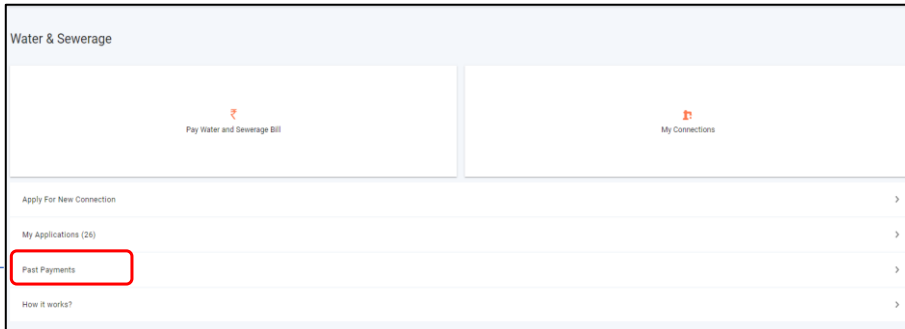 Water & Sewerage
₹
Pay Water and Sewerage Bill
My Connections
Apply For New Connection
My Applications (26)
Past Payments
How it works?